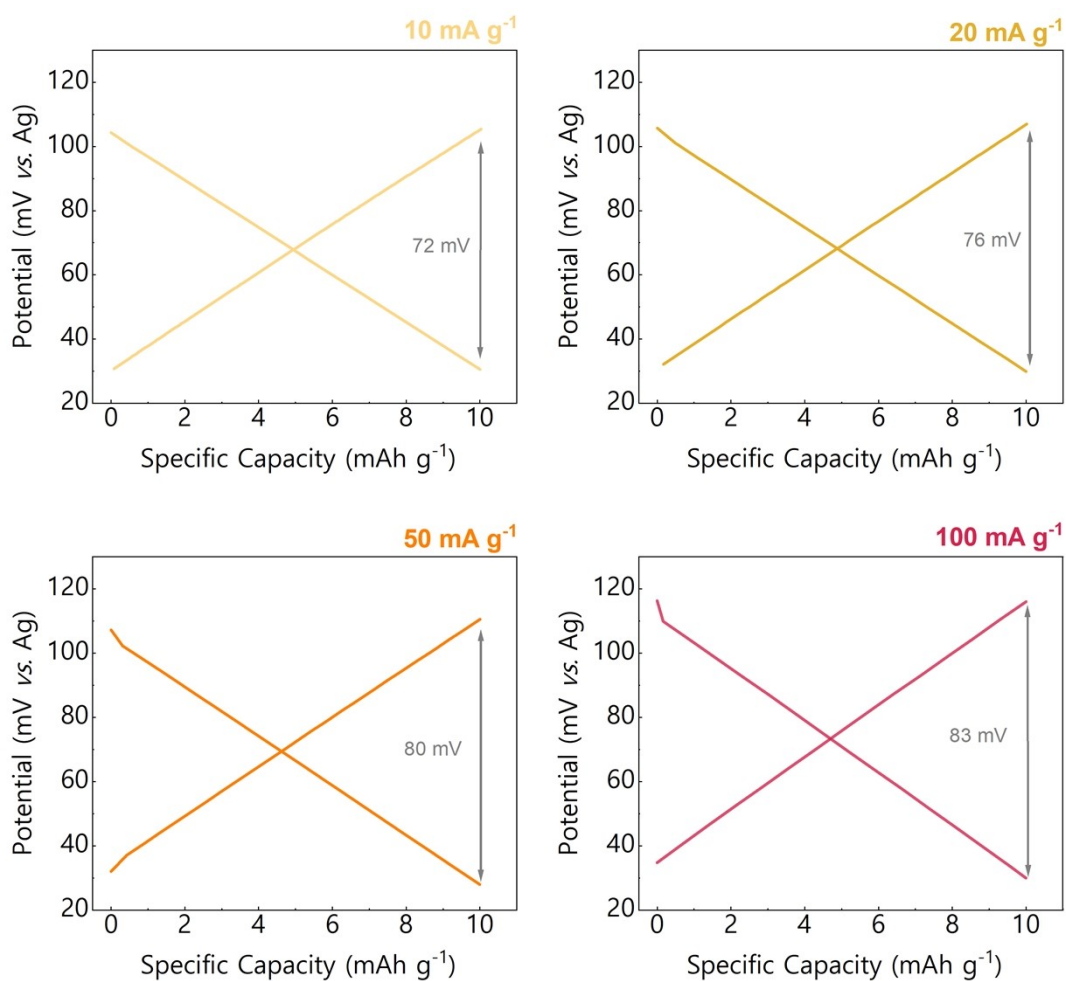 10 mA g⁻¹
Potential (mV vs. Ag)
120
100
80
60
40
20
72 mV
0 2 4 6 8 10
Specific Capacity (mAh g⁻¹)
20 mA g⁻¹
Potential (mV vs. Ag)
120
100
80
60
40
20
76 mV
0 2 4 6 8 10
Specific Capacity (mAh g⁻¹)
50 mA g⁻¹
Potential (mV vs. Ag)
120
100
80
60
40
20
80 mV
0 2 4 6 8 10
Specific Capacity (mAh g⁻¹)
100 mA g⁻¹
Potential (mV vs. Ag)
120
100
80
60
40
20
83 mV
0 2 4 6 8 10
Specific Capacity (mAh g⁻¹)